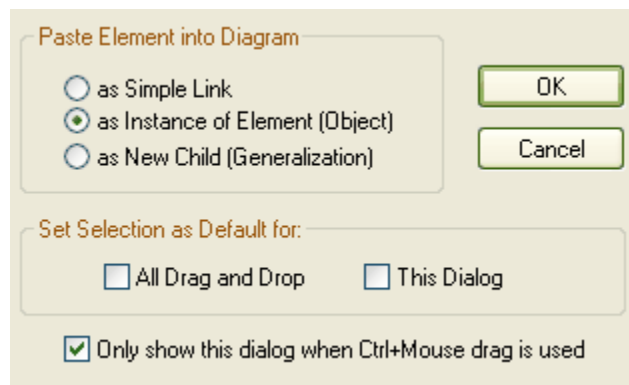 Paste Element into Diagram
as Simple Link
as Instance of Element (Object)
as New Child (Generalization)
OK
Cancel
Set Selection as Default for:
All Drag and Drop
This Dialog
Only show this dialog when Ctrl+Mouse drag is used